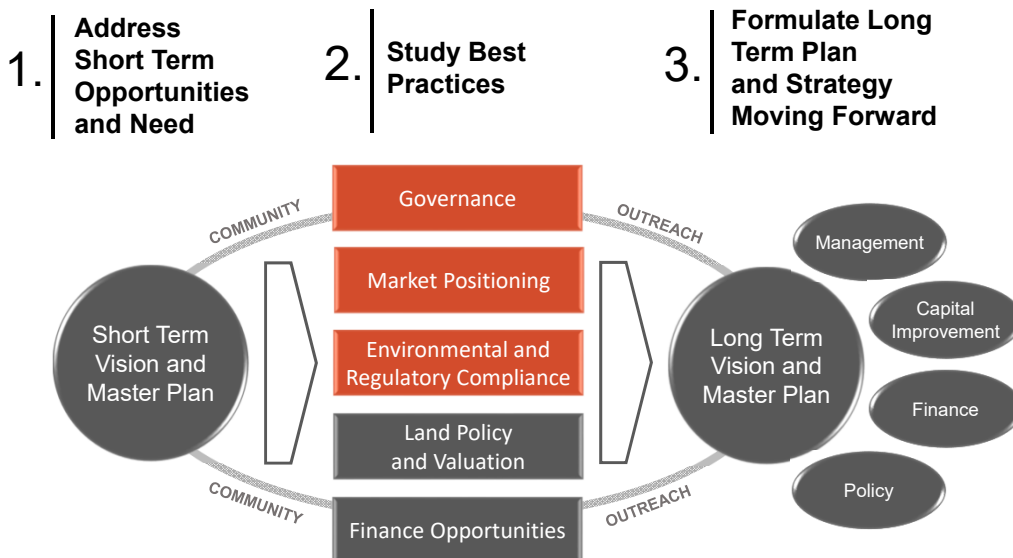 1.
Address
Short Term
Opportunities
and Need
2.
Study Best
Practices
3.
Formulate Long
Term Plan
and Strategy
Moving Forward
COMMUNITY
OUTREACH
Short Term
Vision and
Master Plan
Governance
Market Positioning
Environmental and
Regulatory Compliance
Land Policy
and Valuation
Finance Opportunities
Long Term
Vision and
Master Plan
Management
Capital
Improvement
Finance
Policy
COMMUNITY
OUTREACH